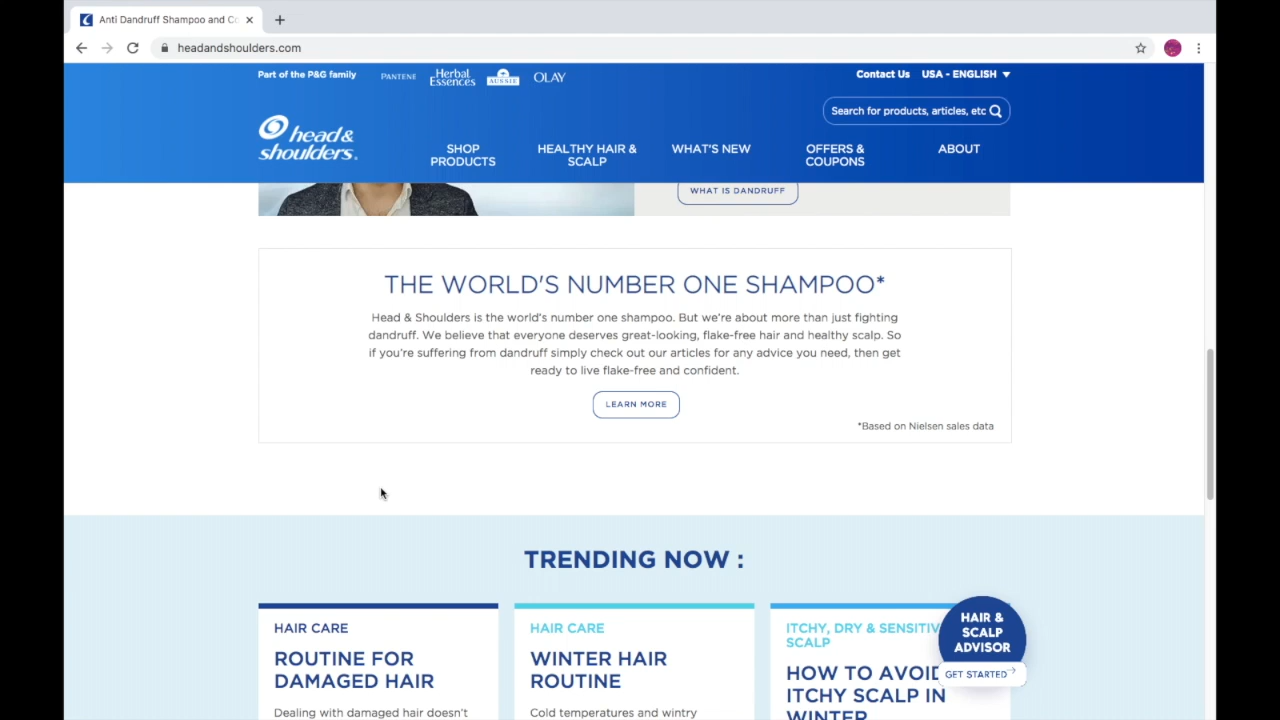 Anti Dandruff Shampoo and Co
headandshoulders.com
Part of the P&G family PANTENE Herbal Essences AUSSIE OLAY
Contact Us USA - ENGLISH
Search for products, articles, etc
head & shoulders.
SHOP PRODUCTS
HEALTHY HAIR & SCALP
WHAT'S NEW
OFFERS & COUPONS
ABOUT
WHAT IS DANDRUFF
THE WORLD'S NUMBER ONE SHAMPOO*
Head & Shoulders is the world's number one shampoo. But we're about more than just fighting
dandruff. We believe that everyone deserves great-looking, flake-free hair and healthy scalp. So
if you're suffering from dandruff simply check out our articles for any advice you need, then get
ready to live flake-free and confident.
LEARN MORE
*Based on Nielsen sales data
TRENDING NOW :
HAIR CARE
ROUTINE FOR
DAMAGED HAIR
Dealing with damaged hair doesn't
HAIR CARE
WINTER HAIR
ROUTINE
Cold temperatures and wintry
ITCHY, DRY & SENSITIV
SCALP
HOW TO AVOID
ITCHY SCALP IN
WINTER
HAIR &
SCALP
ADVISOR
GET STARTED